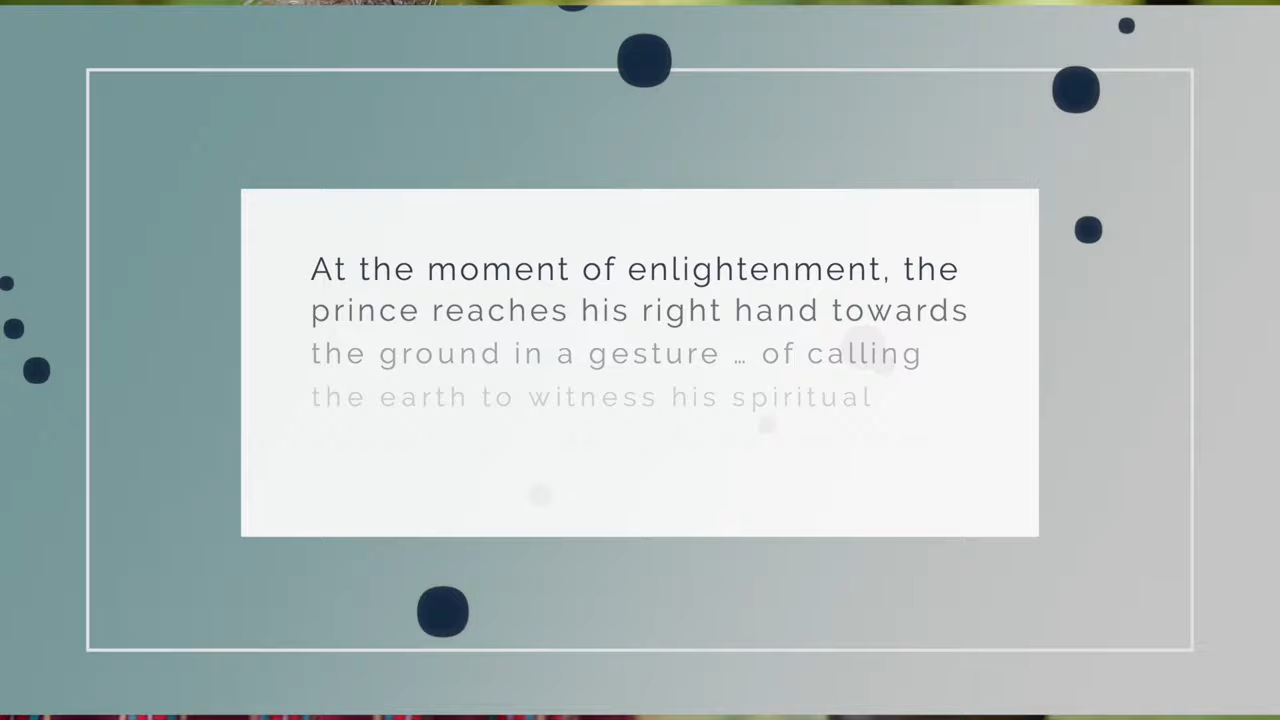 At the moment of enlightenment, the
prince reaches his right hand towards
the ground in a gesture … of calling
the earth to witness his spiritual